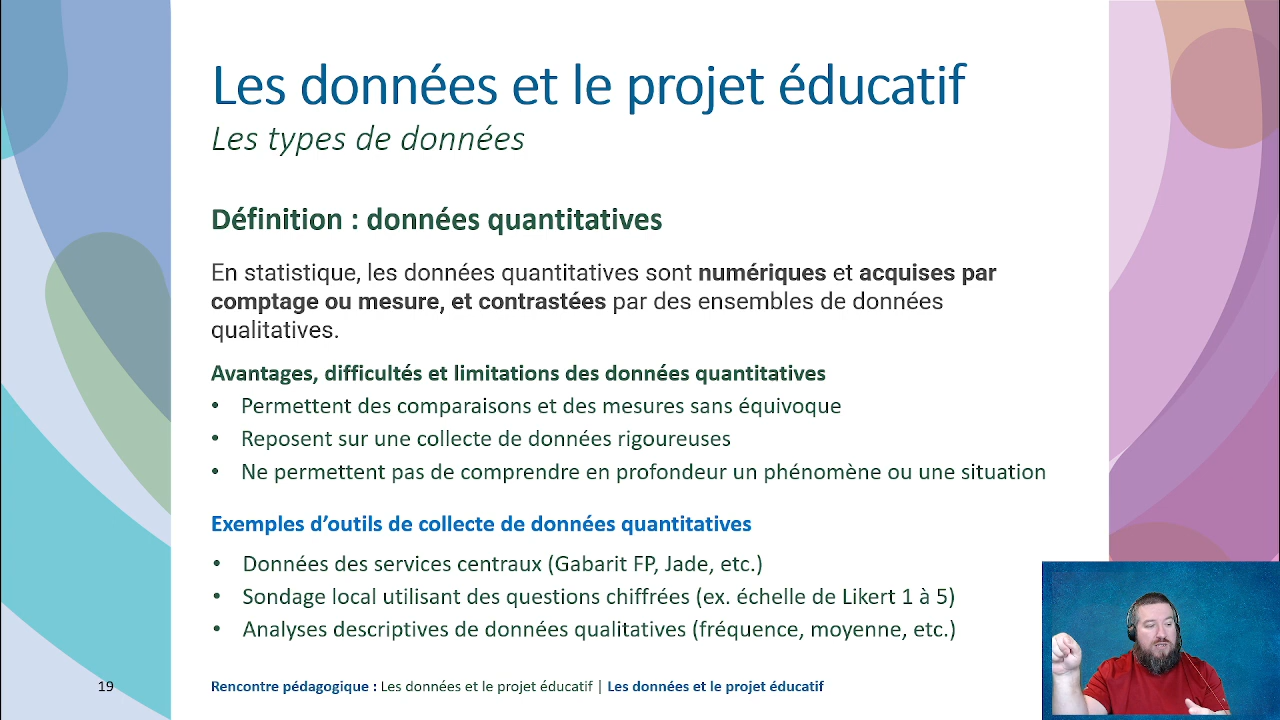 Les données et le projet éducatif
Les types de données
Définition : données quantitatives
En statistique, les données quantitatives sont numériques et acquises par
comptage ou mesure, et contrastées par des ensembles de données
qualitatives.
Avantages, difficultés et limitations des données quantitatives
• Permettent des comparaisons et des mesures sans équivoque
• Reposent sur une collecte de données rigoureuses
• Ne permettent pas de comprendre en profondeur un phénomène ou une situation
Exemples d’outils de collecte de données quantitatives
• Données des services centraux (Gabarit FP, Jade, etc.)
• Sondage local utilisant des questions chiffrées (ex. échelle de Likert 1 à 5)
• Analyses descriptives de données qualitatives (fréquence, moyenne, etc.)
19 Rencontre pédagogique : Les données et le projet éducatif | Les données et le projet éducatif